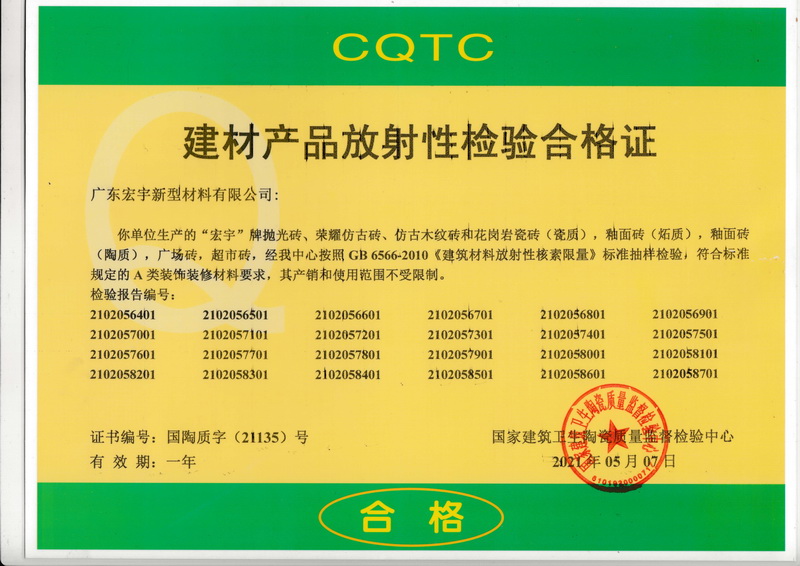 CQTC
建材产品放射性检验合格证
广东宏宇新型材料有限公司：
你单位生产的“宏宇”牌抛光砖、荣耀仿古砖、仿古木纹砖和花岗岩瓷砖（瓷质），釉面砖（炻质），釉面砖
（陶质），广场砖，超市砖，经我中心按照 GB 6566-2010《建筑材料放射性核素限量》标准抽样检验，符合标准
规定的 A 类装饰装修材料要求，其产销和使用范围不受限制。
检验报告编号：
2102056401 2102056501 2102056601 2102056701 2102056801 2102056901
2102057001 2102057101 2102057201 2102057301 2102057401 2102057501
2102057601 2102057701 2102057801 2102057901 2102058001 2102058101
2102058201 2102058301 2102058401 2102058501 2102058601 2102058701
证书编号：国陶质字（21135）号
国家建筑卫生陶瓷质量监督检验中心
有 效 期：一年
2021 年 05 月 07 日
合 格